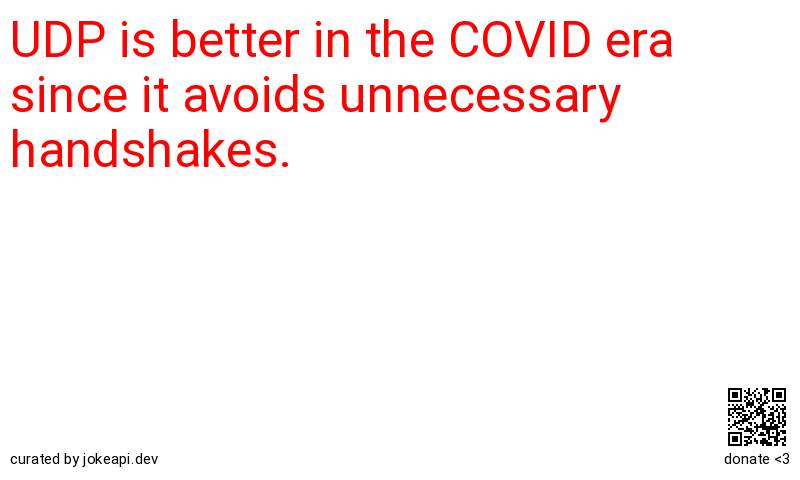 UDP is better in the COVID era
since it avoids unnecessary
handshakes.
curated by jokeapi.dev
donate <3